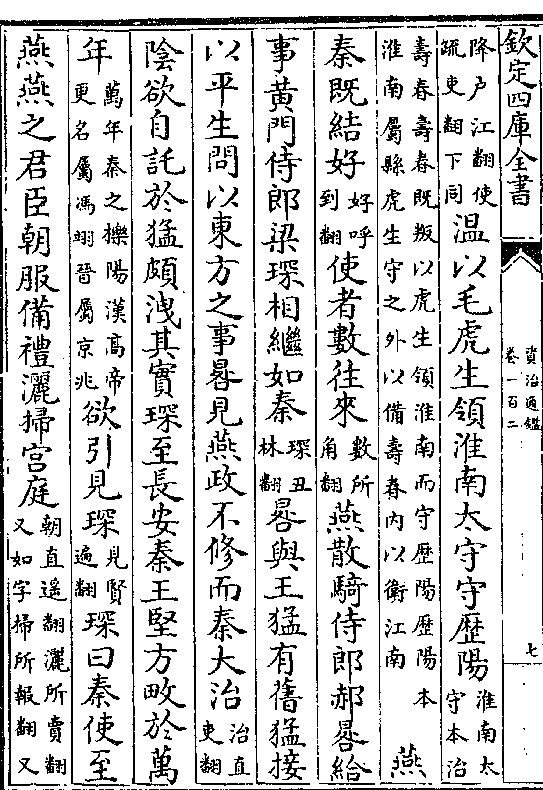 欽定四庫全書
資治通鑑
卷一百二
七
降户江翻使疏吏翻下同温以毛虎生領淮南太守守歷陽淮南太守本治
壽春壽春既叛以虎生領淮南而守歷陽歷陽本淮南屬縣虎生守之外以備壽春内以衛江南燕
秦既結好好呼到翻使者數往來數所角翻燕散騎侍郎郝晷給
事黄門侍郎梁琛相繼如秦琛丑林翻晷與王猛有舊猛接
以平生問以東方之事晷見燕政不修而秦大治治直吏翻
陰欲自託於猛頗洩其實琛至長安秦王堅方畋於萬
年萬年秦之櫟陽漢高帝更名屬馮翊晉屬京兆欲引見琛見賢遍翻琛曰秦使至
燕燕之君臣朝服備禮灑掃宫庭朝直遥翻灑所賣翻又如字掃所報翻又